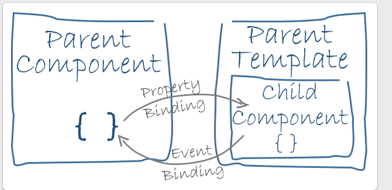 Parent
Component
{ }
Property
Binding
Event
Binding
Parent
Template
Child
Component
{ }